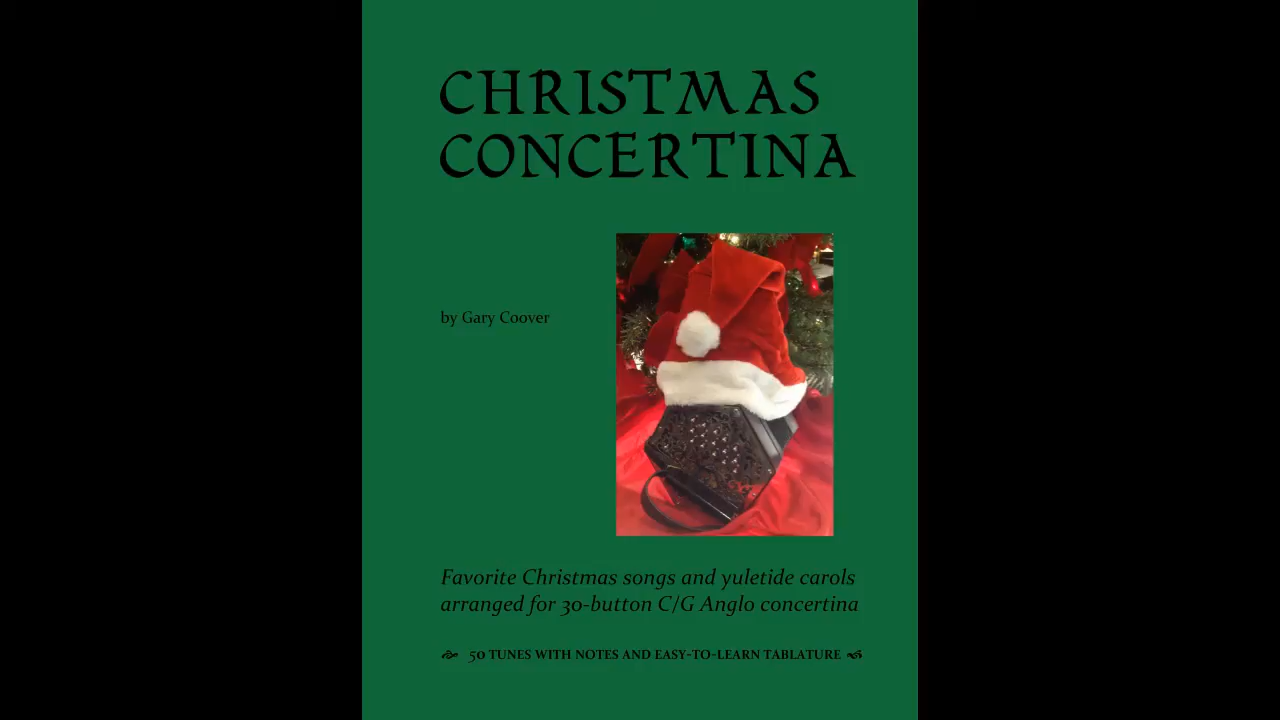 CHRISTMAS
CONCERTINA
by Gary Coover
Favorite Christmas songs and yuletide carols
arranged for 30-button C/G Anglo concertina
50 TUNES WITH NOTES AND EASY-TO-LEARN TABLATURE